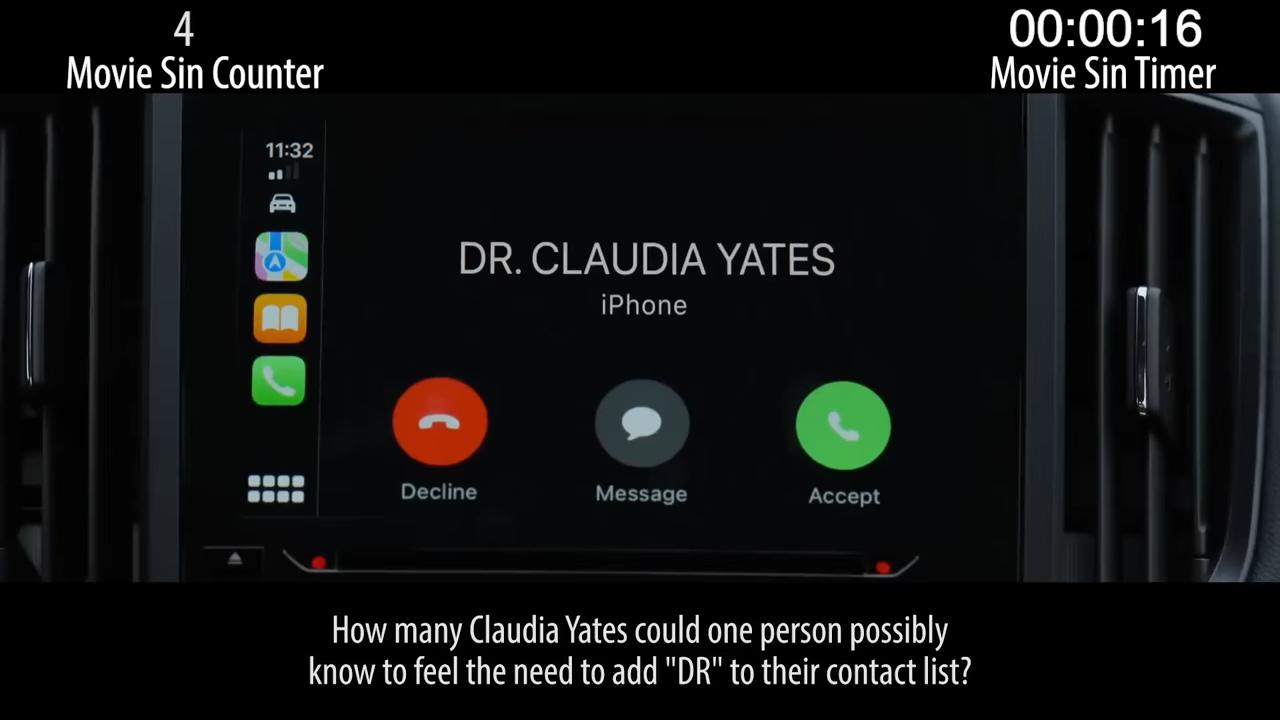 4
Movie Sin Counter
00:00:16
Movie Sin Timer
11:32
DR. CLAUDIA YATES
iPhone
Decline
Message
Accept
How many Claudia Yates could one person possibly
know to feel the need to add "DR" to their contact list?